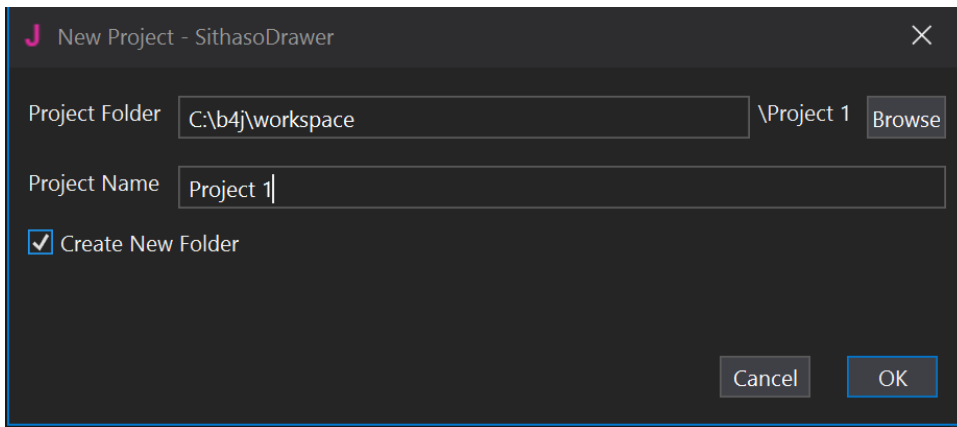 J New Project - SithasoDrawer
Project Folder C:\b4j\workspace \Project 1 Browse
Project Name Project 1
Create New Folder
Cancel OK